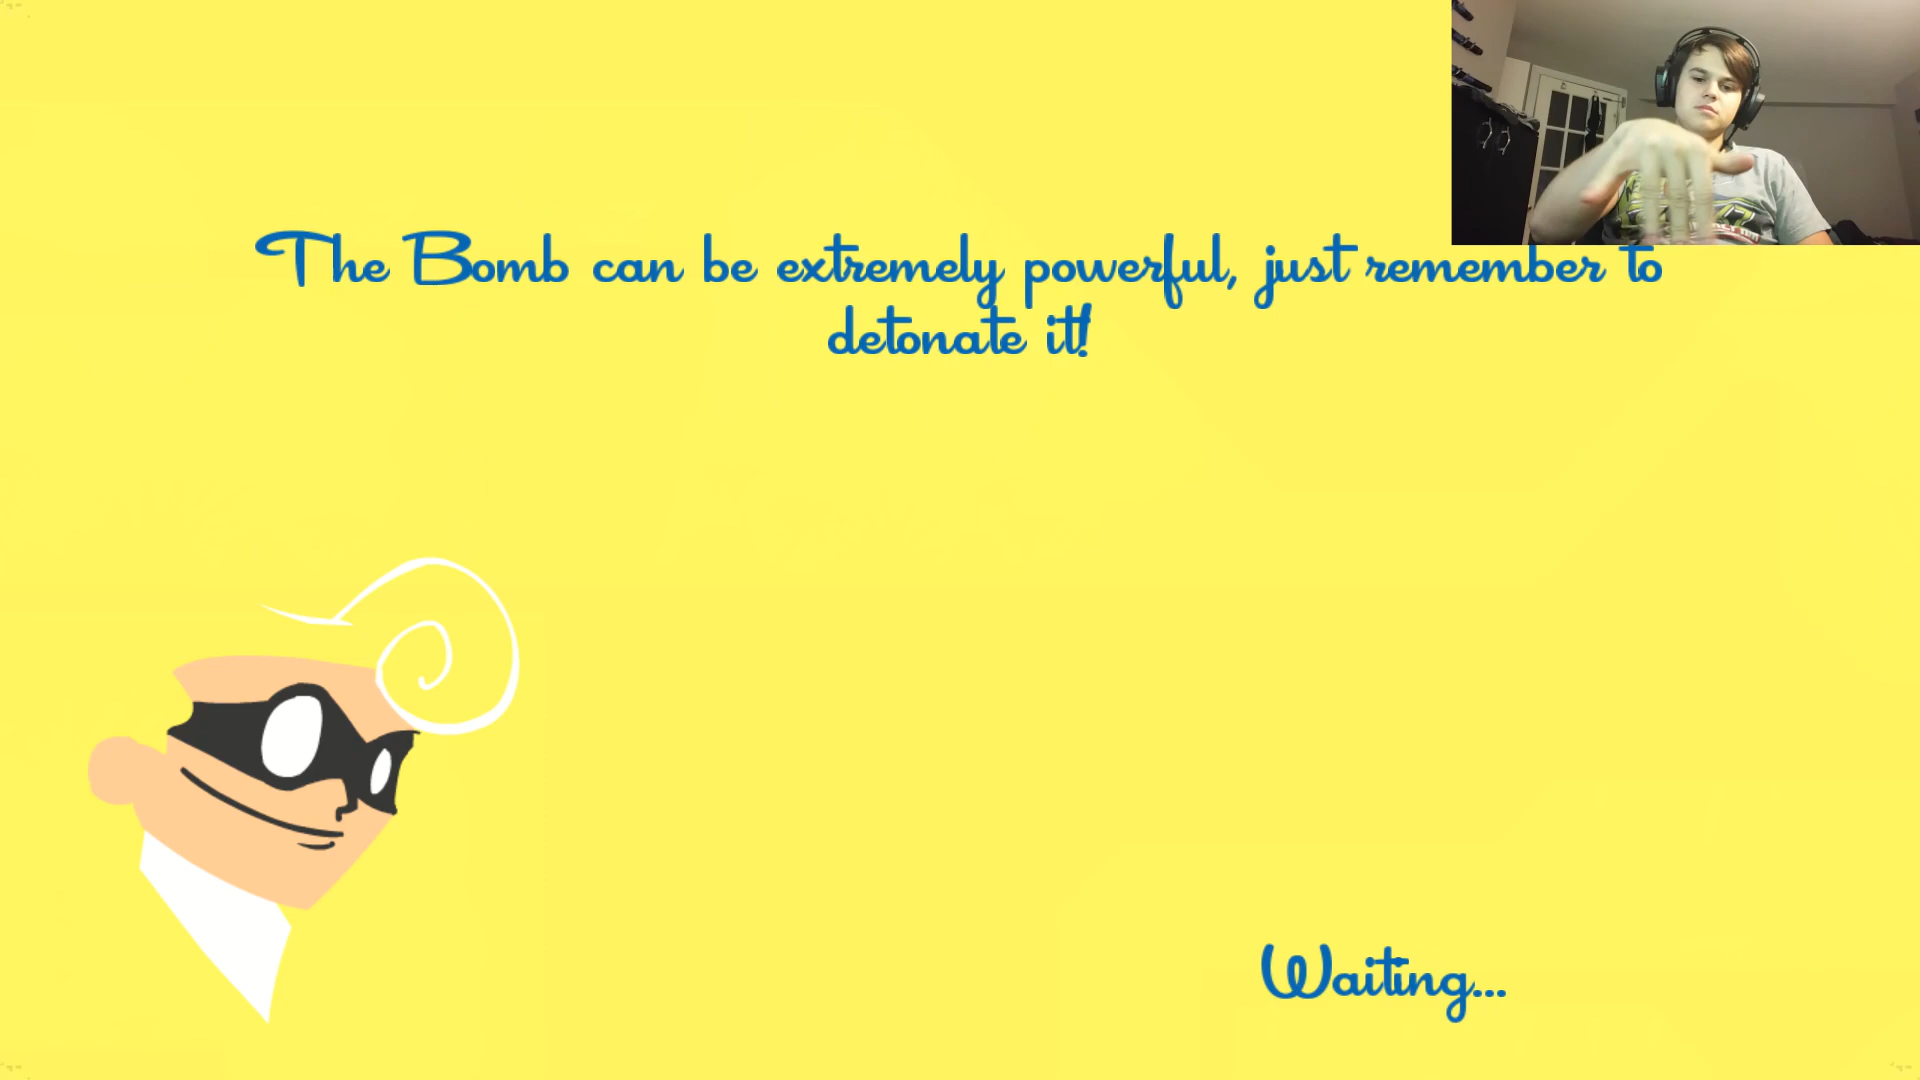 The Bomb can be extremely powerful, just remember to
detonate it!
Waiting...